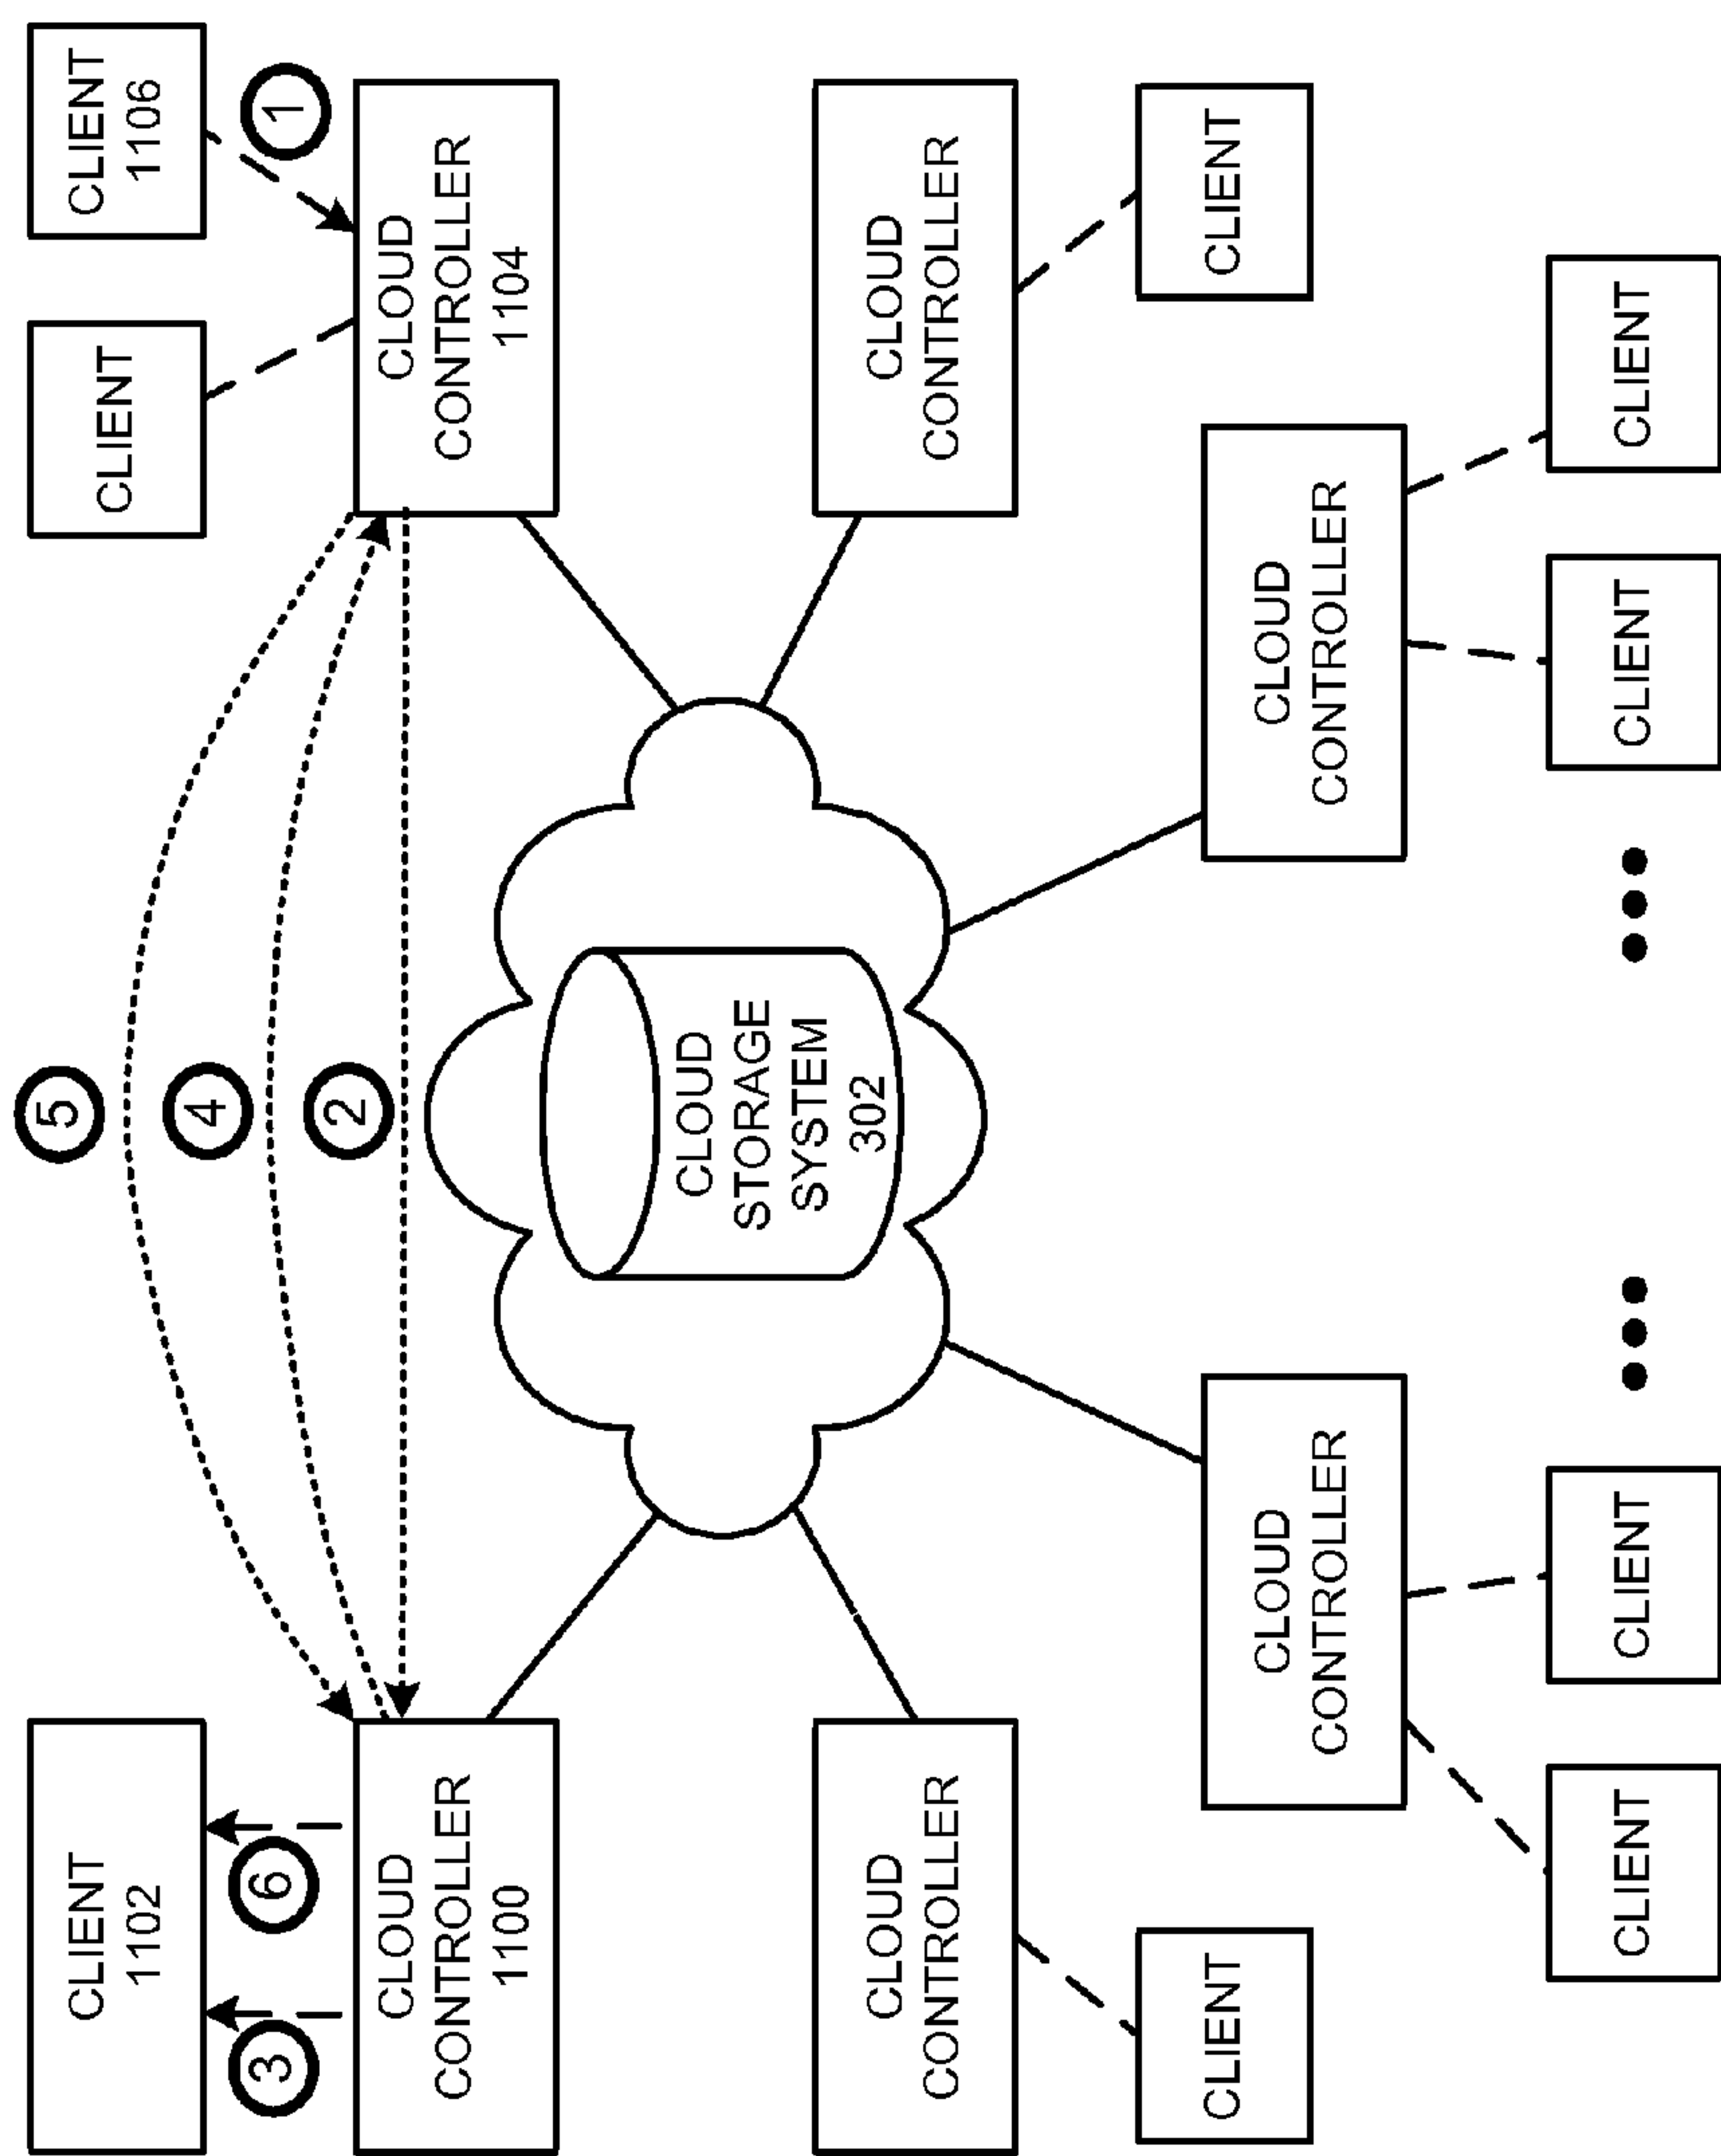 CLIENT
1102
5
CLIENT
CLIENT
1106
4
3
6
1
2
CLOUD
CONTROLLER
1100
CLOUD
CONTROLLER
1104
CLOUD
STORAGE
SYSTEM
302
CLOUD
CONTROLLER
CLOUD
CONTROLLER
CLIENT
CLOUD
CONTROLLER
CLOUD
CONTROLLER
CLIENT
CLIENT
CLIENT
CLIENT
CLIENT